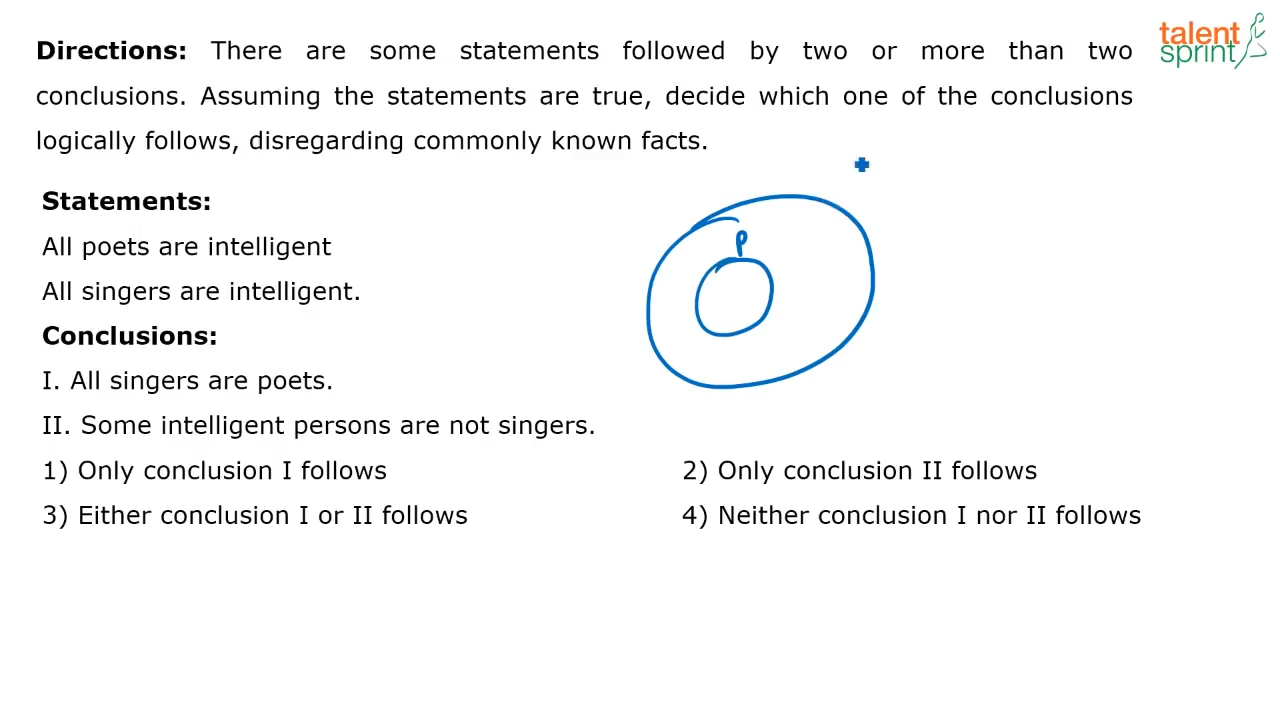 talent
sprint
Directions: There are some statements followed by two or more than two
conclusions. Assuming the statements are true, decide which one of the conclusions
logically follows, disregarding commonly known facts.
Statements:
All poets are intelligent
All singers are intelligent.
Conclusions:
I. All singers are poets.
II. Some intelligent persons are not singers.
1) Only conclusion I follows
2) Only conclusion II follows
3) Either conclusion I or II follows
4) Neither conclusion I nor II follows
P